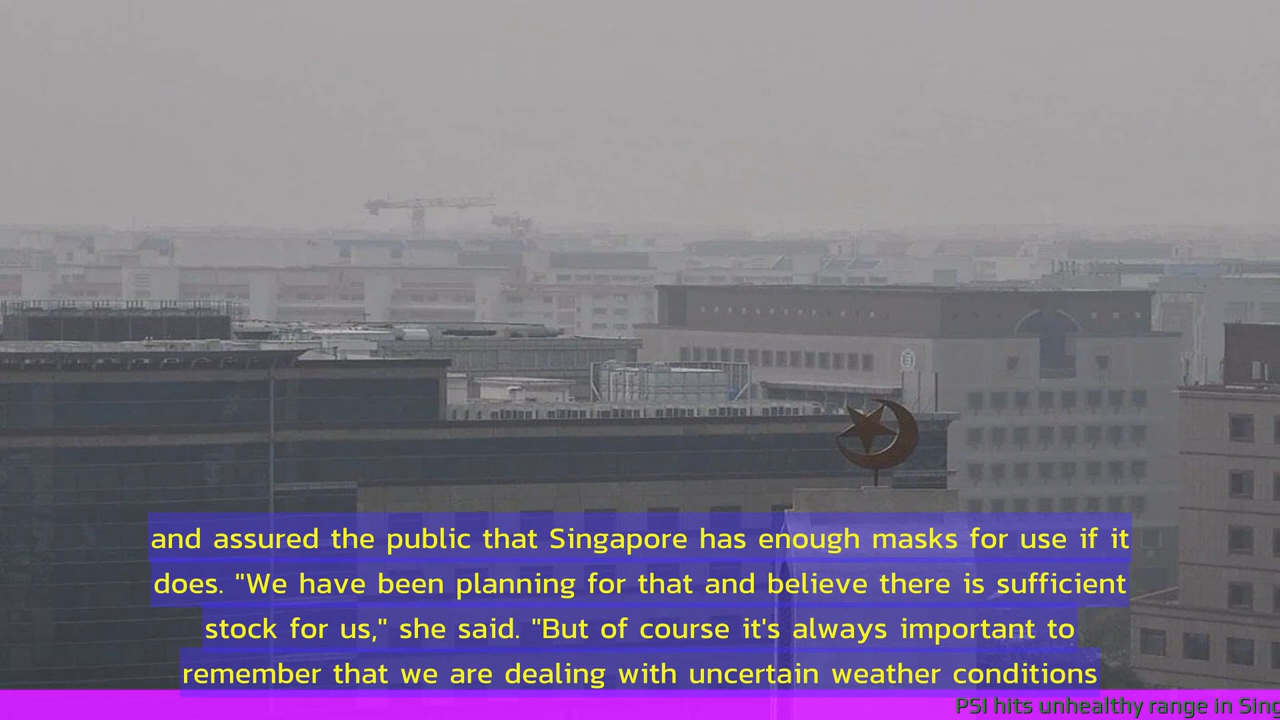 and assured the public that Singapore has enough masks for use if it
does. "We have been planning for that and believe there is sufficient
stock for us," she said. "But of course it's always important to
remember that we are dealing with uncertain weather conditions
PSI hits unhealthy range in Sing